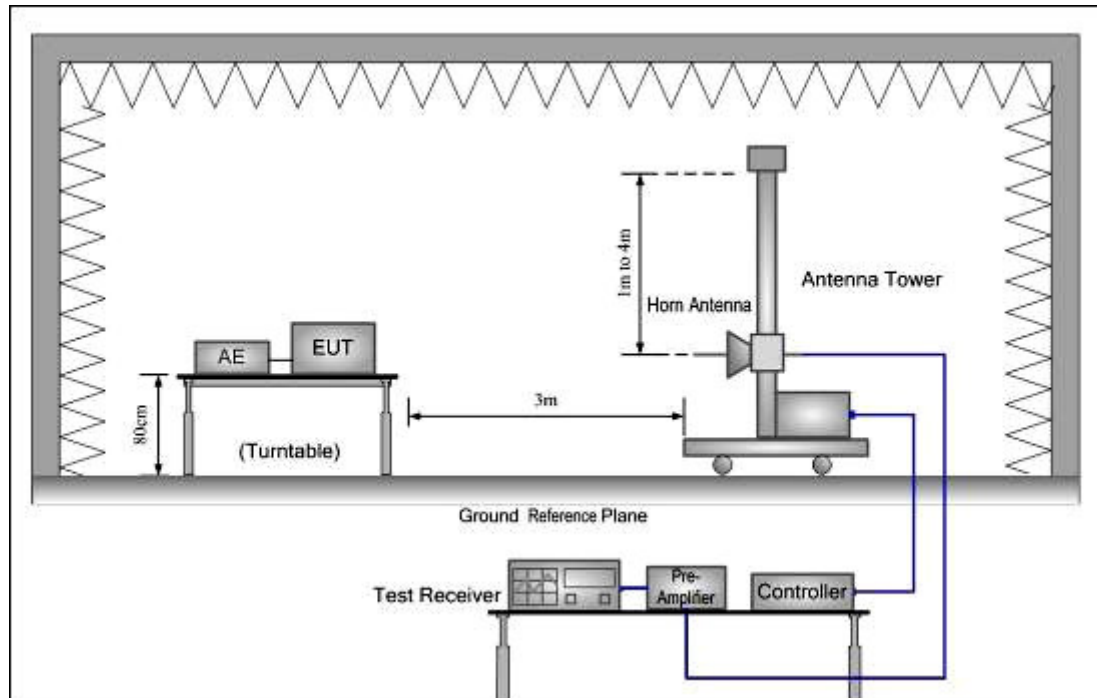 1m to 4m
Antenna Tower
Horn Antenna
AE
EUT
80cm
3m
(Turntable)
Ground Reference Plane
Test Receiver
Pre-
Amplifier
Controller